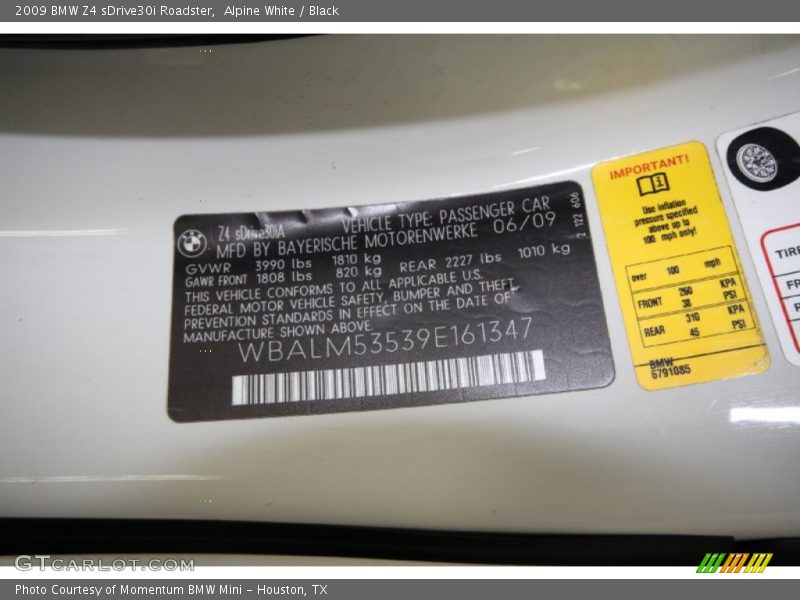 2009 BMW Z4 sDrive30i Roadster, Alpine White / Black
Z4 sDrive30iA VEHICLE TYPE: PASSENGER CAR
MFD BY BAYERISCHE MOTORENWERKE 06/09
GVWR 3990 lbs 1810 kg
GAWR FRONT 1808 lbs 820 kg REAR 2227 lbs 1010 kg
THIS VEHICLE CONFORMS TO ALL APPLICABLE U.S.
FEDERAL MOTOR VEHICLE SAFETY, BUMPER AND THEFT
PREVENTION STANDARDS IN EFFECT ON THE DATE OF
MANUFACTURE SHOWN ABOVE
WBALM53539E161347
2 122 606
IMPORTANT!
Use inflation
pressure specified
above up to
100 mph only!
over 100 mph
FRONT 260 KPA
38 PSI
REAR 310 KPA
45 PSI
BMW
6791085
TIRE
FR
GTCARLOT.COM
Photo Courtesy of Momentum BMW Mini - Houston, TX